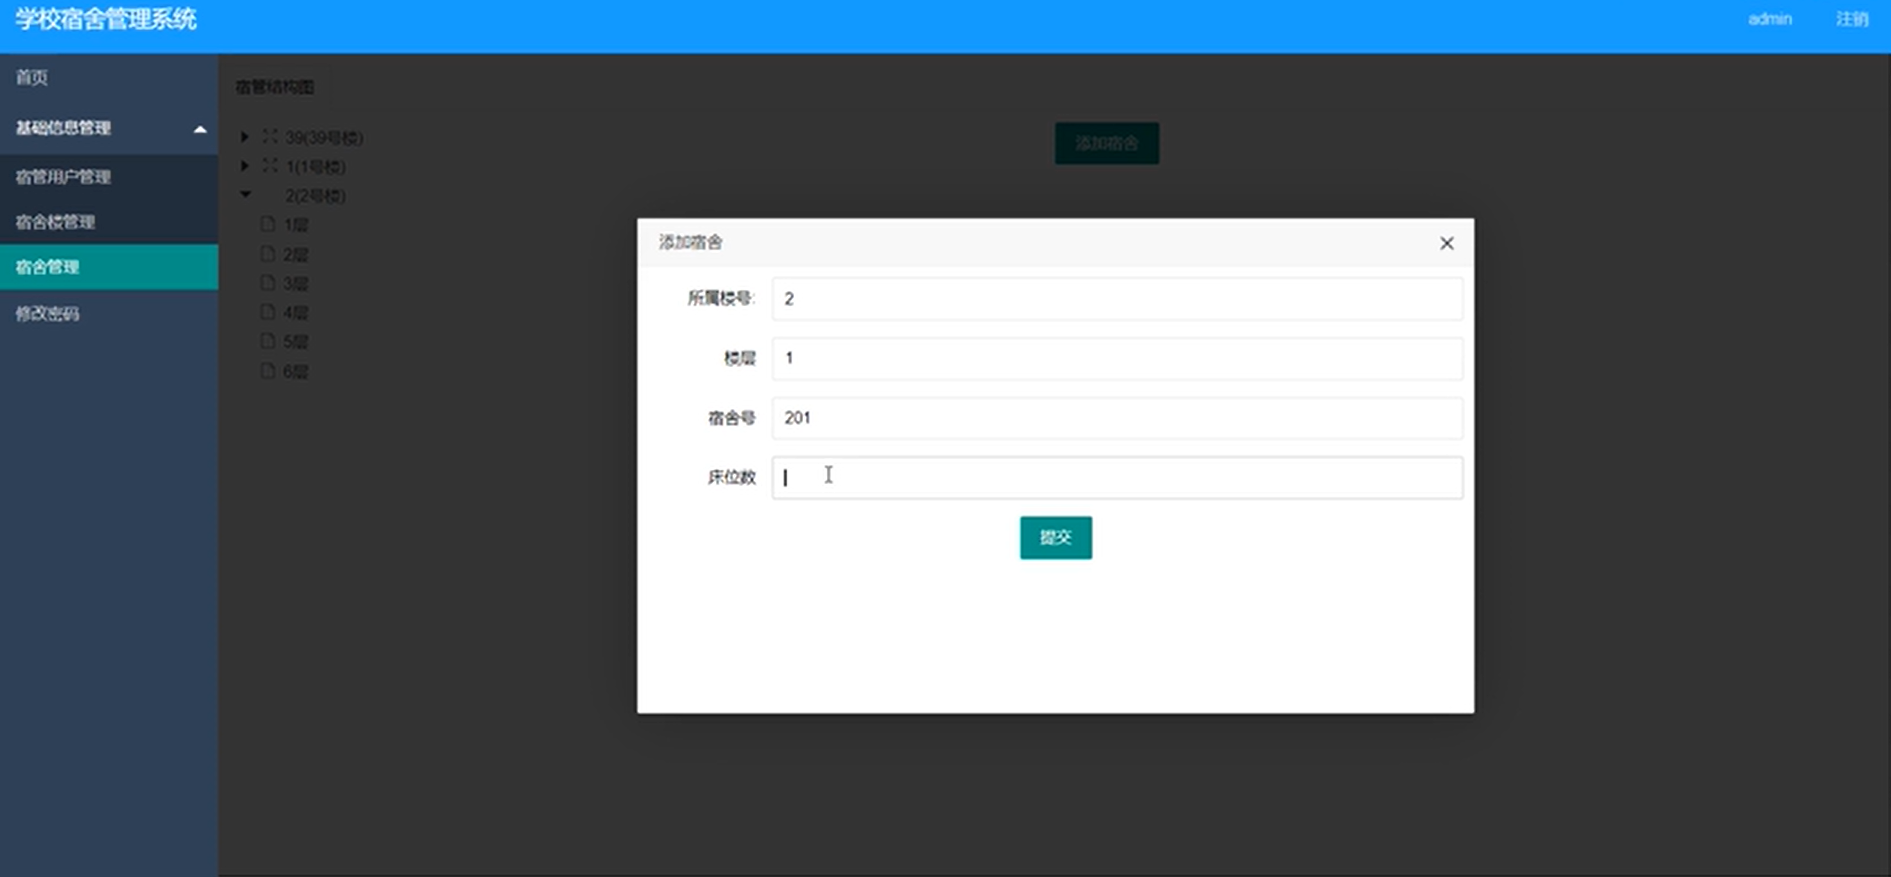 学校宿舍管理系统
admin
注销
首页
基础信息管理
宿管用户管理
宿舍楼管理
宿舍管理
修改密码
宿管结构图
39(39号楼)
1(1号楼)
2(2号楼)
1层
2层
3层
4层
5层
6层
添加宿舍
添加宿舍
所属楼号: 2
楼层 1
宿舍号 201
床位数
提交